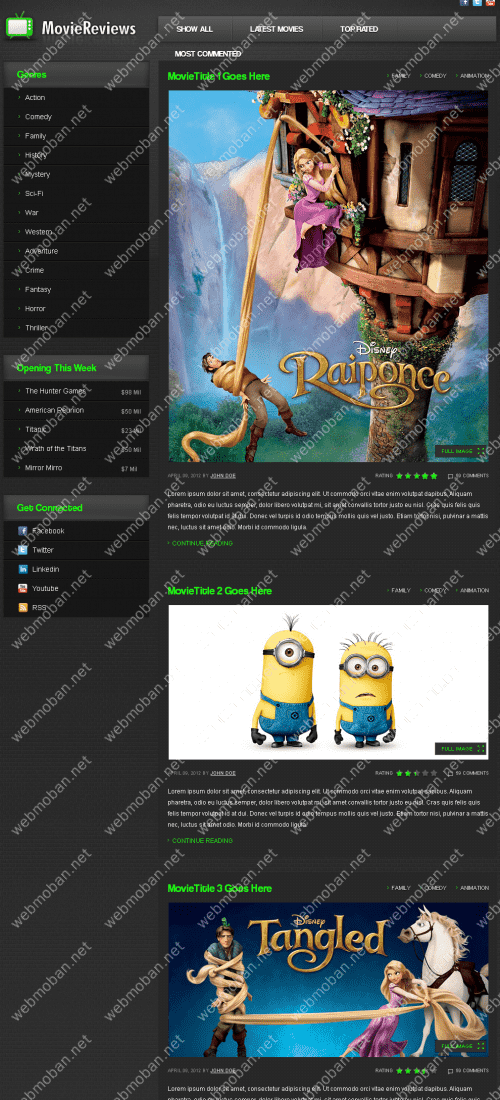 MovieReviews
SHOW ALL
LATEST MOVIES
TOP RATED
MOST COMMENTED
Genres
Action
Comedy
Family
History
Mystery
Sci-Fi
War
Western
Adventure
Crime
Fantasy
Horror
Thriller
Opening This Week
The Hunter Games $98 Mil
American Reunion $50 Mil
Titanic $23 Mil
Wrath of the Titans $50 Mil
Mirror Mirro $7 Mil
Get Connected
Facebook
Twitter
Linkedin
Youtube
RSS
MovieTitle 1 Goes Here
FAMILY COMEDY ANIMATION
Disney
Raiponce
FULL IMAGE
APRIL 06, 2012 BY JOHN DOE
RATING 53 COMMENTS
Lorem ipsum dolor sit amet, consectetur adipiscing elit. Ut commodo orci vitae enim volutpat dapibus. Aliquam
pharetra, odio eu luctus semper, dolor libero volutpat mi, sit amet convallis tortor justo eu nisl. Cras quis felis quis
felis tempor volutpat id at dui. Donec vel turpis id odio tempus mollis quis vel justo. Etiam tortor nisi, pulvinar a mattis
nec, luctus sit amet odio. Morbi id commodo ligula.
CONTINUE READING
MovieTitle 2 Goes Here
FAMILY COMEDY ANIMATION
FULL IMAGE
APRIL 06, 2012 BY JOHN DOE
RATING 53 COMMENTS
Lorem ipsum dolor sit amet, consectetur adipiscing elit. Ut commodo orci vitae enim volutpat dapibus. Aliquam
pharetra, odio eu luctus semper, dolor libero volutpat mi, sit amet convallis tortor justo eu nisl. Cras quis felis quis
felis tempor volutpat id at dui. Donec vel turpis id odio tempus mollis quis vel justo. Etiam tortor nisi, pulvinar a mattis
nec, luctus sit amet odio. Morbi id commodo ligula.
CONTINUE READING
MovieTitle 3 Goes Here
FAMILY COMEDY ANIMATION
Disney
Tangled
FULL IMAGE
APRIL 06, 2012 BY JOHN DOE
RATING 53 COMMENTS
Lorem ipsum dolor sit amet, consectetur adipiscing elit. Ut commodo orci vitae enim volutpat dapibus. Aliquam
webmoban.net